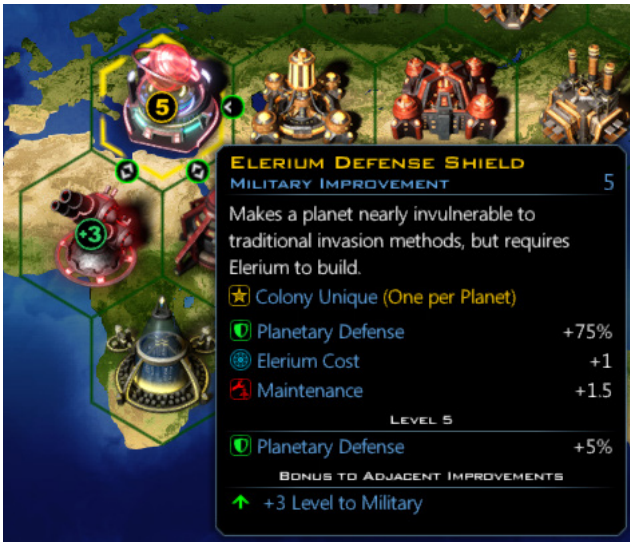 5
+3
ELERIUM DEFENSE SHIELD
MILITARY IMPROVEMENT 5
Makes a planet nearly invulnerable to
traditional invasion methods, but requires
Elerium to build.
Colony Unique (One per Planet)
Planetary Defense +75%
Elerium Cost +1
Maintenance +1.5
LEVEL 5
Planetary Defense +5%
BONUS TO ADJACENT IMPROVEMENTS
+3 Level to Military